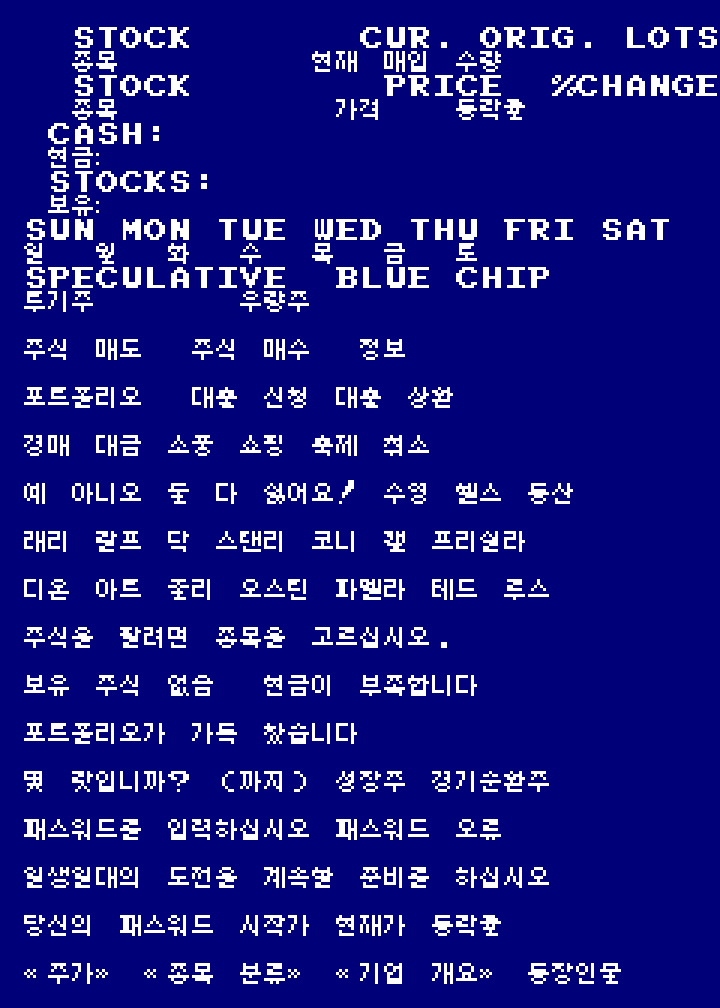 STOCK CUR. ORIG. LOTS
종목 현재 매입 수량
STOCK PRICE %CHANGE
종목 가격 등락률
CASH:
현금:
STOCKS:
보유:
SUN MON TUE WED THU FRI SAT
일 월 화 수 목 금 토
SPECULATIVE BLUE CHIP
투기주 우량주
주식 매도 주식 매수 정보
포트폴리오 대출 신청 대출 상환
경매 대금 소풍 쇼핑 축제 취소
예 아니오 둘 다 싫어요! 수영 헬스 등산
래리 랄프 닥 스탠리 코니 캘 프리실라
디온 아트 폴리 오스틴 파멜라 테드 루스
주식을 팔려면 종목을 고르십시오.
보유 주식 없음 현금이 부족합니다
포트폴리오가 가득 찼습니다
몇 랏입니까? (까지) 성장주 경기순환주
패스워드를 입력하십시오 패스워드 오류
일생일대의 도전을 계속할 준비를 하십시오
당신의 패스워드 시작가 현재가 등락률
«주가» «종목 분류» «기업 개요» 등장인물